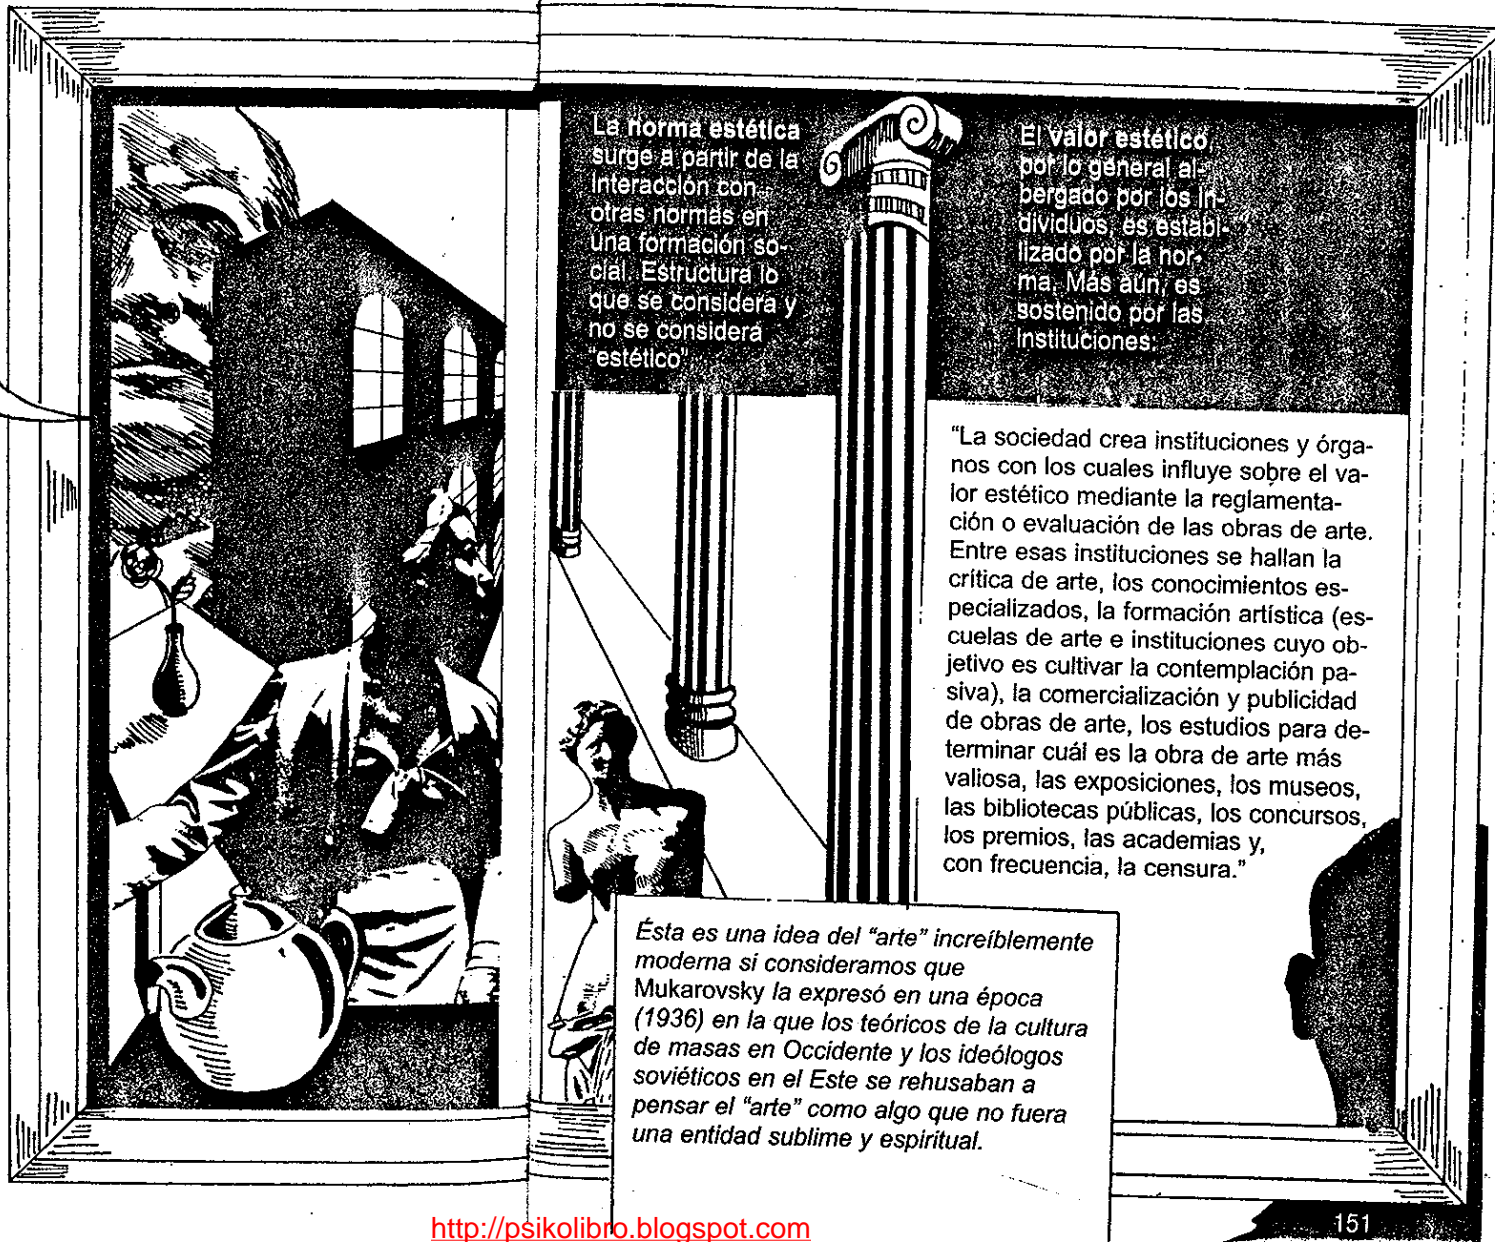 La norma estética
surge a partir de la
interacción con
otras normas en
una formación so-
cial. Estructura lo
que se considera y
no se considera
"estético"
El valor estético,
por lo general al-
bergado por los in-
dividuos, es estabi-
lizado por la nor-
ma. Más aún, es
sostenido por las
instituciones:
"La sociedad crea instituciones y órga-
nos con los cuales influye sobre el va-
lor estético mediante la reglamenta-
ción o evaluación de las obras de arte.
Entre esas instituciones se hallan la
crítica de arte, los conocimientos es-
pecializados, la formación artística (es-
cuelas de arte e instituciones cuyo ob-
jetivo es cultivar la contemplación pa-
siva), la comercialización y publicidad
de obras de arte, los estudios para de-
terminar cuál es la obra de arte más
valiosa, las exposiciones, los museos,
las bibliotecas públicas, los concursos,
los premios, las academias y,
con frecuencia, la censura."
Ésta es una idea del "arte" increíblemente
moderna si consideramos que
Mukarovsky la expresó en una época
(1936) en la que los teóricos de la cultura
de masas en Occidente y los ideólogos
soviéticos en el Este se rehusaban a
pensar el "arte" como algo que no fuera
una entidad sublime y espiritual.
http://psikolibro.blogspot.com
151